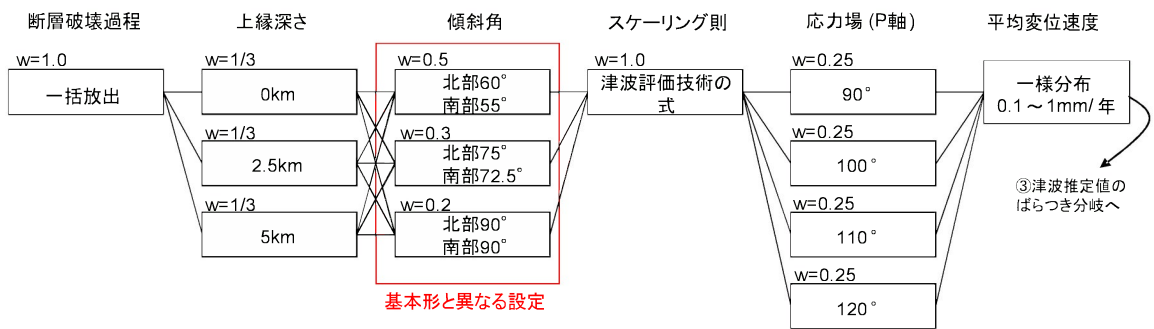 断層破壊過程
上縁深さ
傾斜角
スケーリング則
応力場 (P軸)
平均変位速度
w=1.0
一括放出
w=1/3
0km
w=1/3
2.5km
w=1/3
5km
w=0.5
北部60°
南部55°
w=0.3
北部75°
南部72.5°
w=0.2
北部90°
南部90°
基本形と異なる設定
w=1.0
津波評価技術の
式
w=0.25
90°
w=0.25
100°
w=0.25
110°
w=0.25
120°
一様分布
0.1～1mm/年
③津波推定値の
ばらつき分岐へ